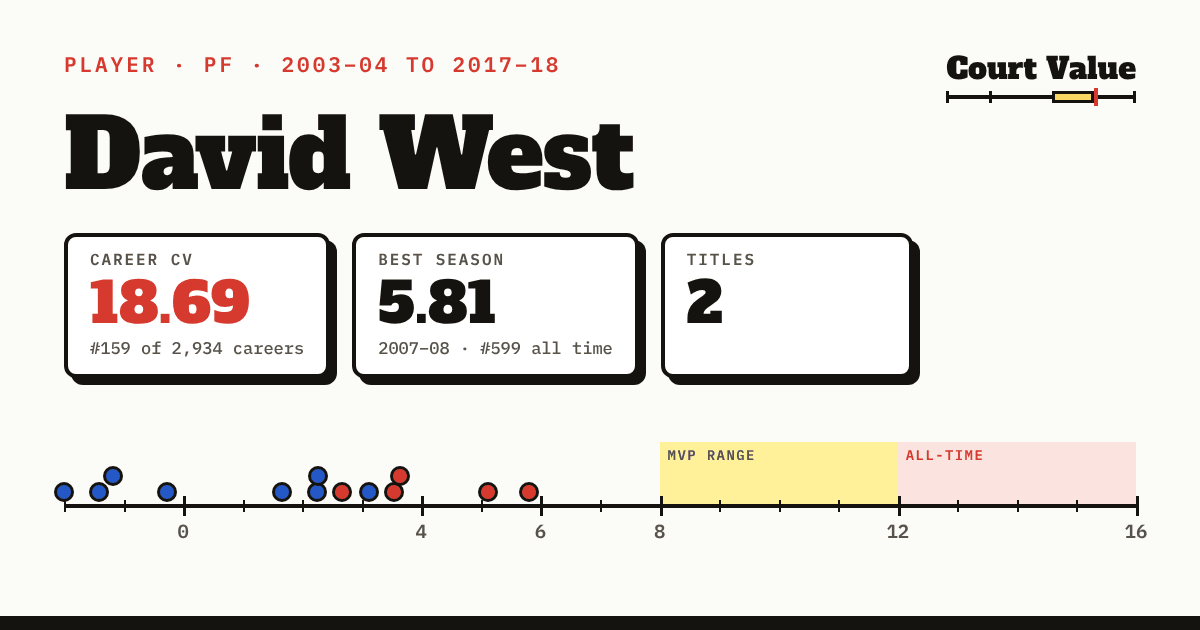 PLAYER · PF · 2003–04 TO 2017–18
Court Value
David West
CAREER CV
18.69
#159 of 2,934 careers
BEST SEASON
5.81
2007–08 · #599 all time
TITLES
2
MVP RANGE
ALL-TIME
0 4 6 8 12 16